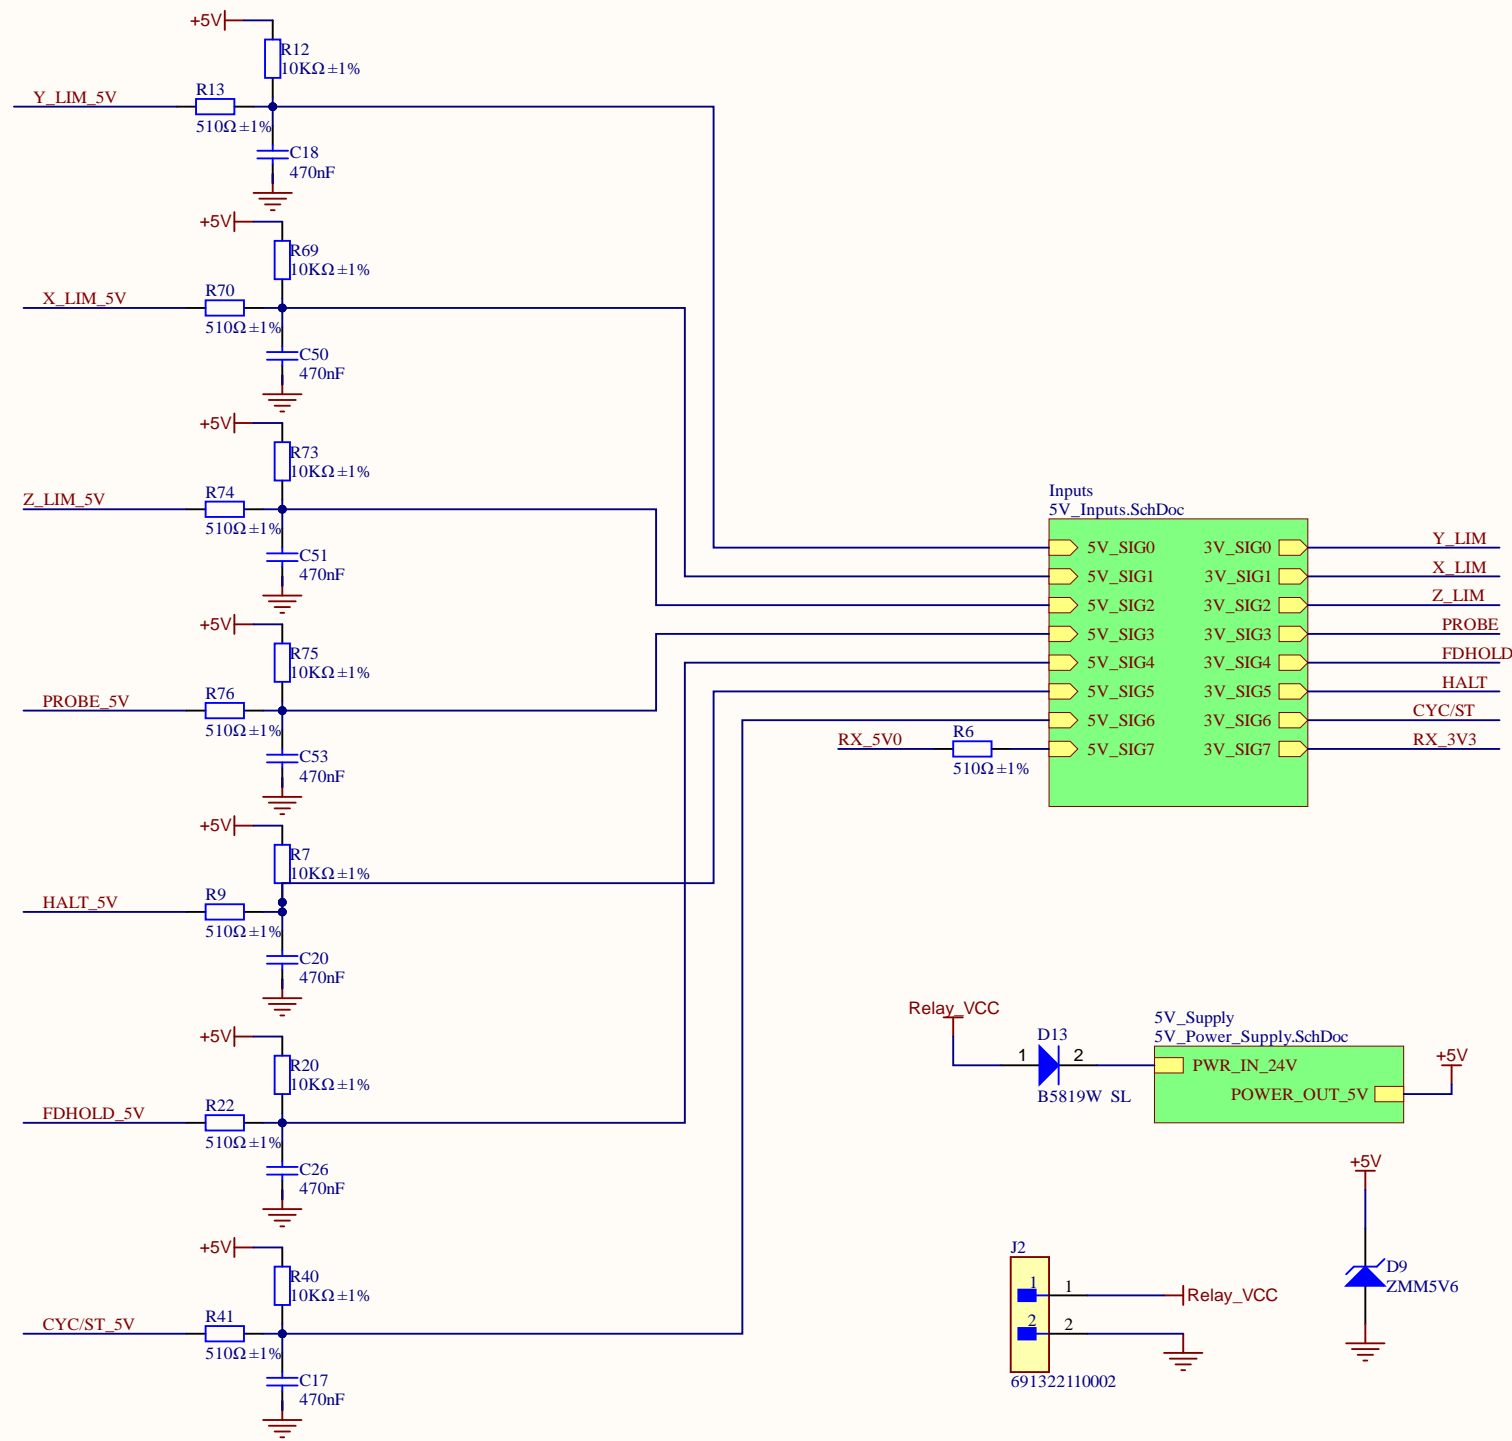 +5V
R12
10KΩ±1%
Y_LIM_5V
R13
510Ω±1%
C18
470nF
+5V
R69
10KΩ±1%
X_LIM_5V
R70
510Ω±1%
C50
470nF
+5V
R73
10KΩ±1%
Z_LIM_5V
R74
510Ω±1%
C51
470nF
+5V
R75
10KΩ±1%
PROBE_5V
R76
510Ω±1%
C53
470nF
+5V
R7
10KΩ±1%
HALT_5V
R9
510Ω±1%
C20
470nF
+5V
R20
10KΩ±1%
FDHOLD_5V
R22
510Ω±1%
C26
470nF
+5V
R40
10KΩ±1%
CYC/ST_5V
R41
510Ω±1%
C17
470nF
Inputs
5V_Inputs.SchDoc
5V_SIG0 3V_SIG0 Y_LIM
5V_SIG1 3V_SIG1 X_LIM
5V_SIG2 3V_SIG2 Z_LIM
5V_SIG3 3V_SIG3 PROBE
5V_SIG4 3V_SIG4 FDHOLD
5V_SIG5 3V_SIG5 HALT
5V_SIG6 3V_SIG6 CYC/ST
RX_5V0 R6 5V_SIG7 3V_SIG7 RX_3V3
510Ω±1%
Relay_VCC
D13
1 2
B5819W SL
5V_Supply
5V_Power_Supply.SchDoc
PWR_IN_24V
POWER_OUT_5V
+5V
+5V
D9
ZMM5V6
J2
1 1 Relay_VCC
2 2
691322110002